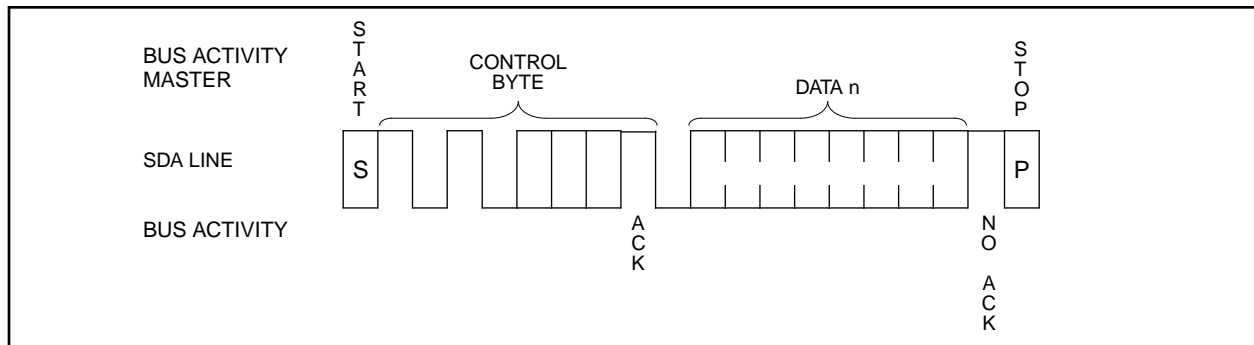 BUS ACTIVITY
MASTER
START
CONTROL
BYTE
DATA n
STOP
SDA LINE
S
P
BUS ACTIVITY
ACK
NO ACK